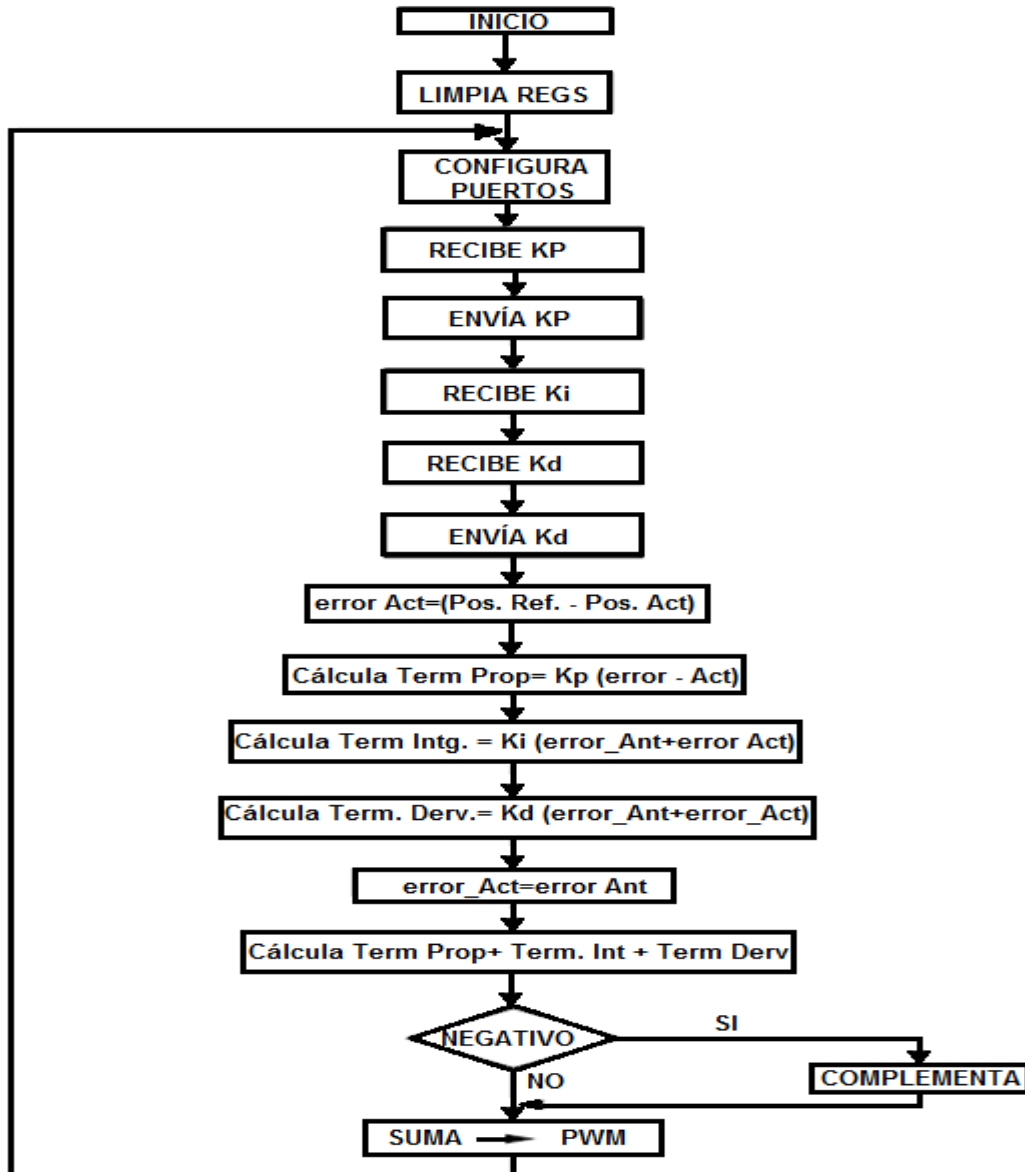 INICIO
LIMPIA REGS
CONFIGURA
PUERTOS
RECIBE KP
ENVÍA KP
RECIBE Ki
RECIBE Kd
ENVÍA Kd
error Act=(Pos. Ref. - Pos. Act)
Cálcula Term Prop= Kp (error - Act)
Cálcula Term Intg. = Ki (error_Ant+error Act)
Cálcula Term. Derv.= Kd (error_Ant+error_Act)
error_Act=error Ant
Cálcula Term Prop+ Term. Int + Term Derv
NEGATIVO
SI
COMPLEMENTA
NO
SUMA PWM